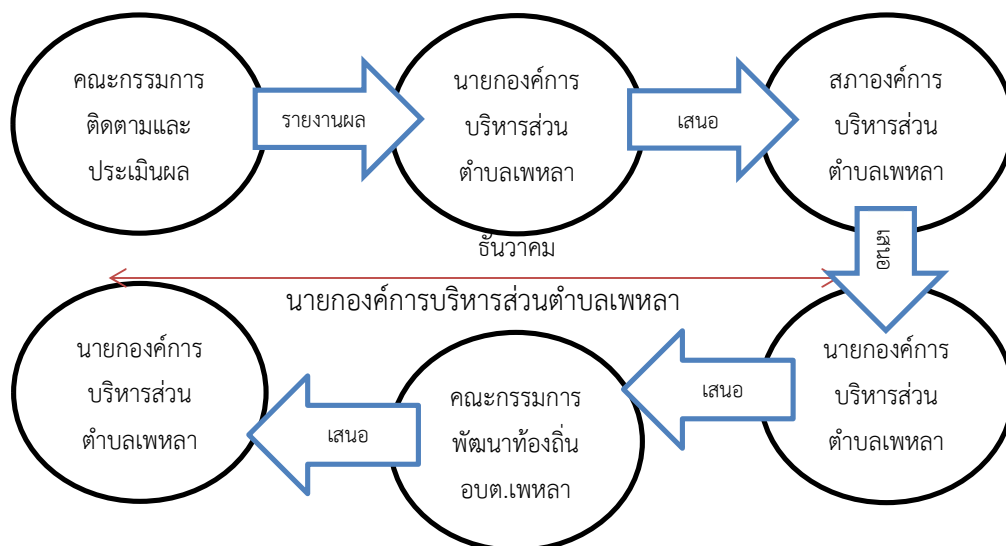 คณะกรรมการ
ติดตามและ
ประเมินผล
รายงานผล
นายกองค์การ
บริหารส่วน
ตำบลเพหลา
เสนอ
สภาองค์การ
บริหารส่วน
ตำบลเพหลา
เสนอ
ธันวาคม
นายกองค์การบริหารส่วนตำบลเพหลา
นายกองค์การ
บริหารส่วน
ตำบลเพหลา
เสนอ
คณะกรรมการ
พัฒนาท้องถิ่น
อบต.เพหลา
เสนอ
นายกองค์การ
บริหารส่วน
ตำบลเพหลา